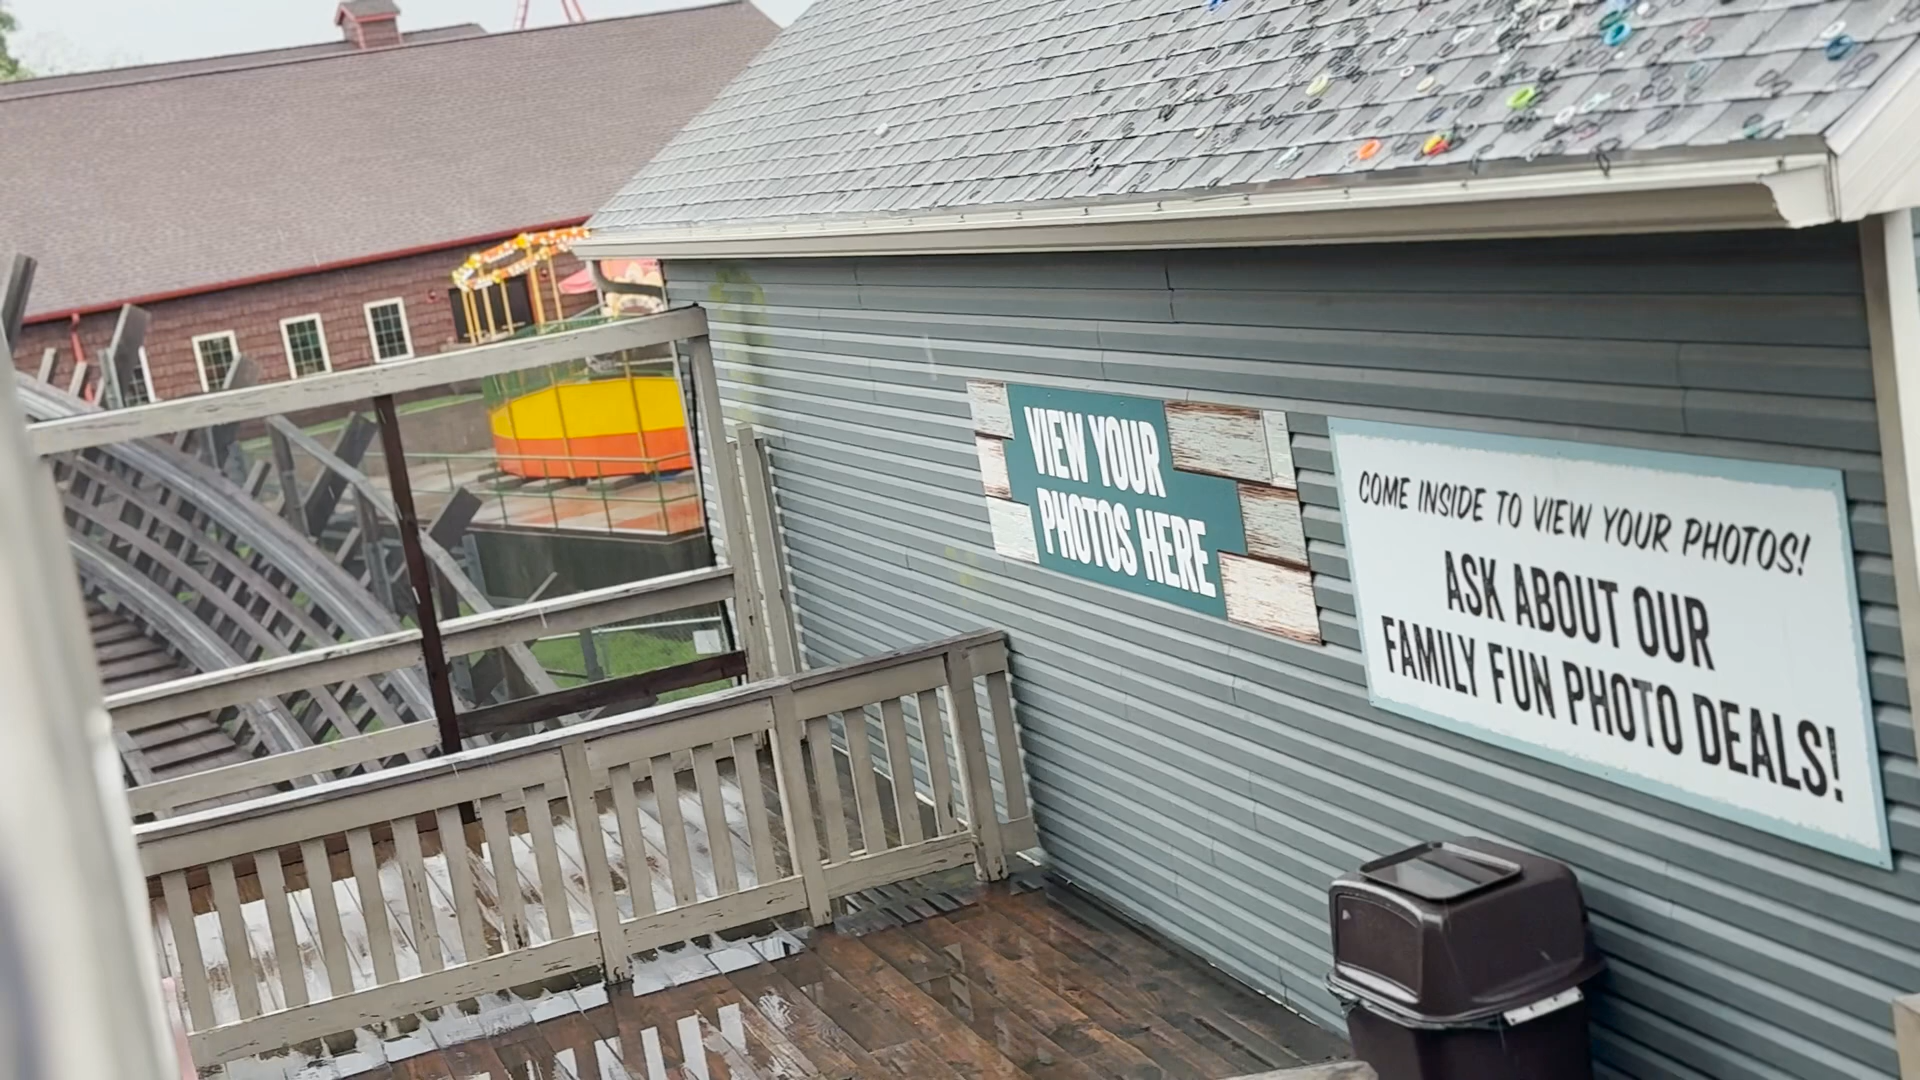 VIEW YOUR
PHOTOS HERE
COME INSIDE TO VIEW YOUR PHOTOS!
ASK ABOUT OUR
FAMILY FUN PHOTO DEALS!